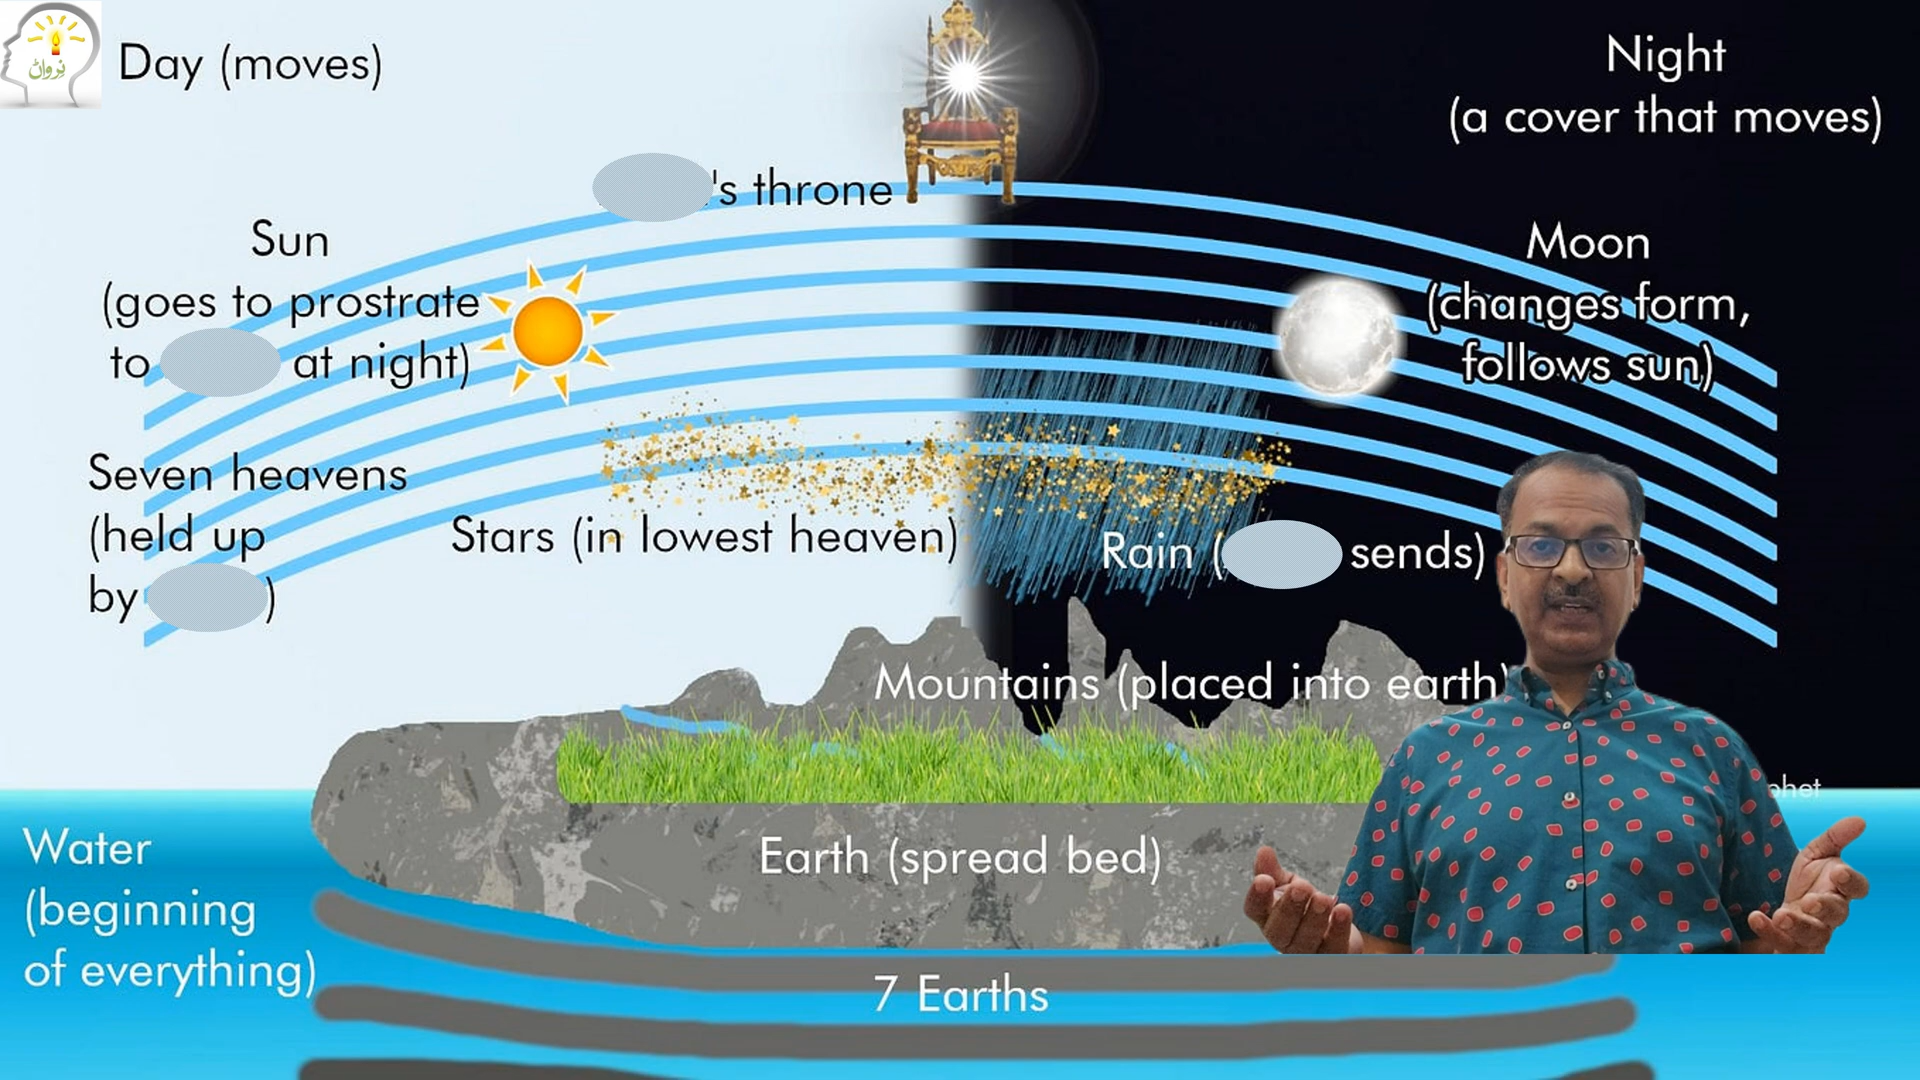 نِروان
Day (moves)
Night
(a cover that moves)
's throne
Sun
(goes to prostrate
to at night)
Moon
(changes form,
follows sun)
Seven heavens
(held up
by )
Stars (in lowest heaven)
Rain ( sends)
Mountains (placed into earth)
Earth (spread bed)
Water
(beginning
of everything)
7 Earths